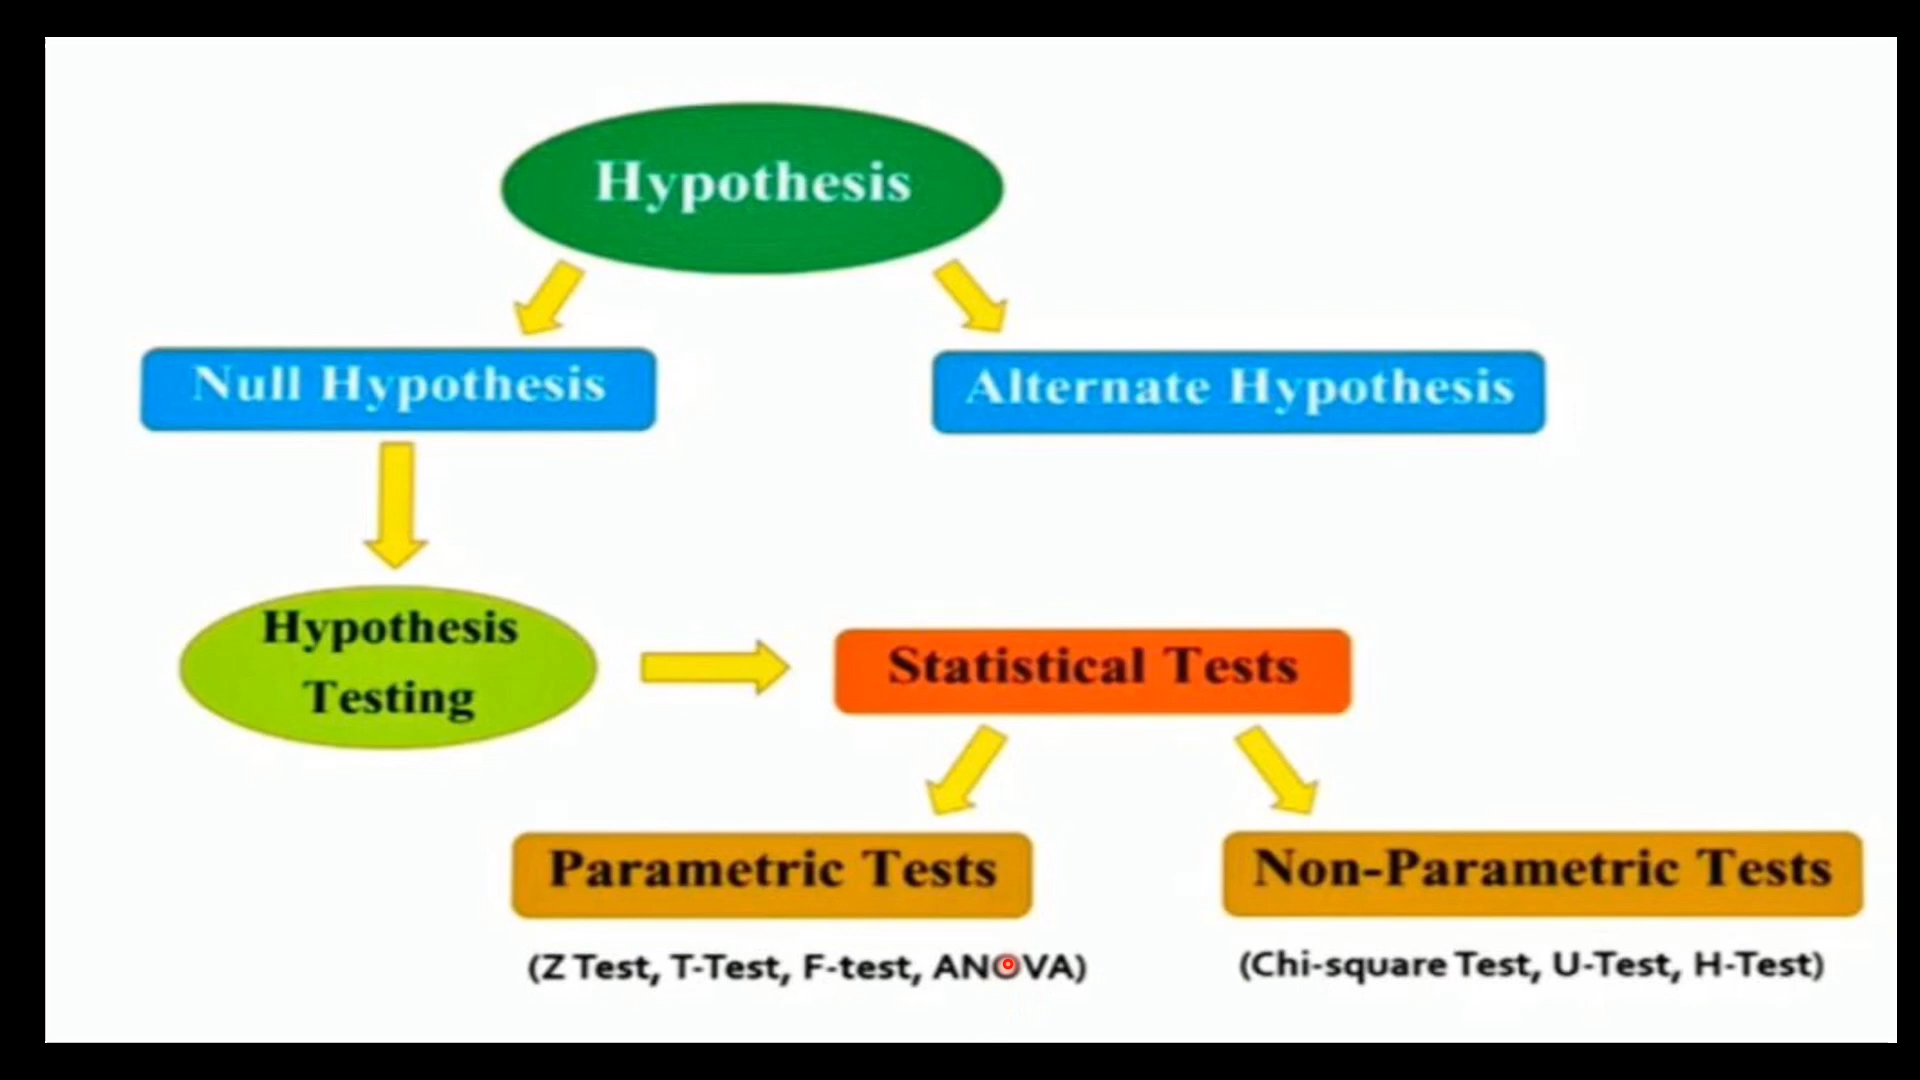 Hypothesis
Null Hypothesis
Alternate Hypothesis
Hypothesis
Testing
Statistical Tests
Parametric Tests
Non-Parametric Tests
(Z Test, T-Test, F-test, ANOVA)
(Chi-square Test, U-Test, H-Test)